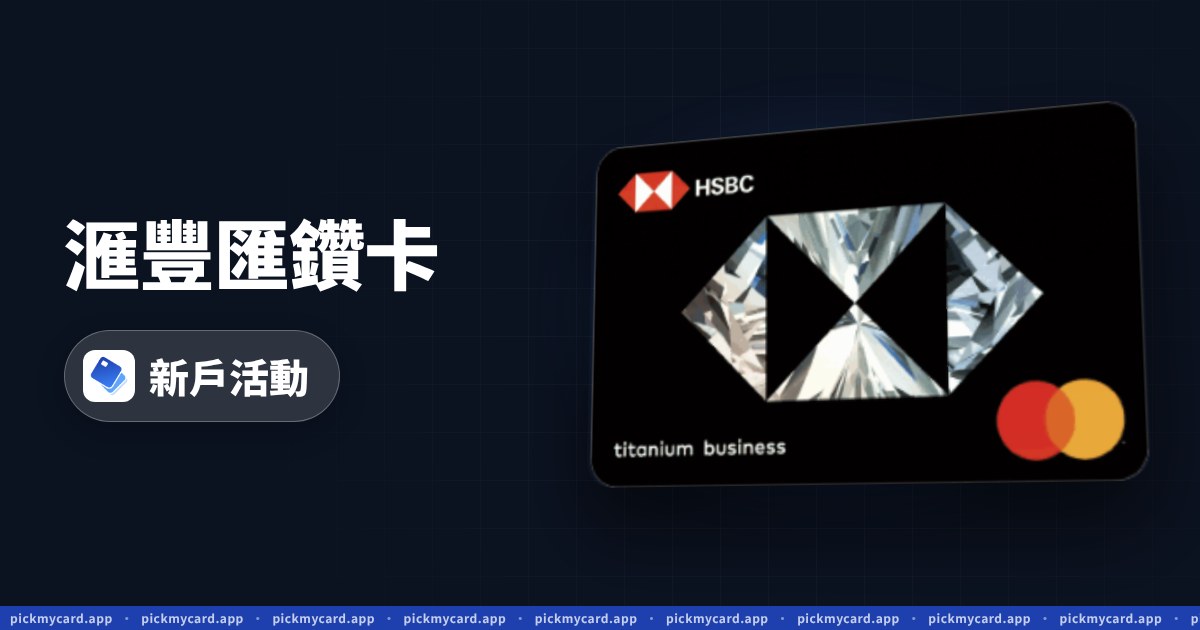 滙豐匯鑽卡
新戶活動
HSBC
titanium business
pickmycard.app · pickmycard.app · pickmycard.app · pickmycard.app · pickmycard.app · pickmycard.app · pickmycard.app · pickmycard.app · pickmycard.app · p